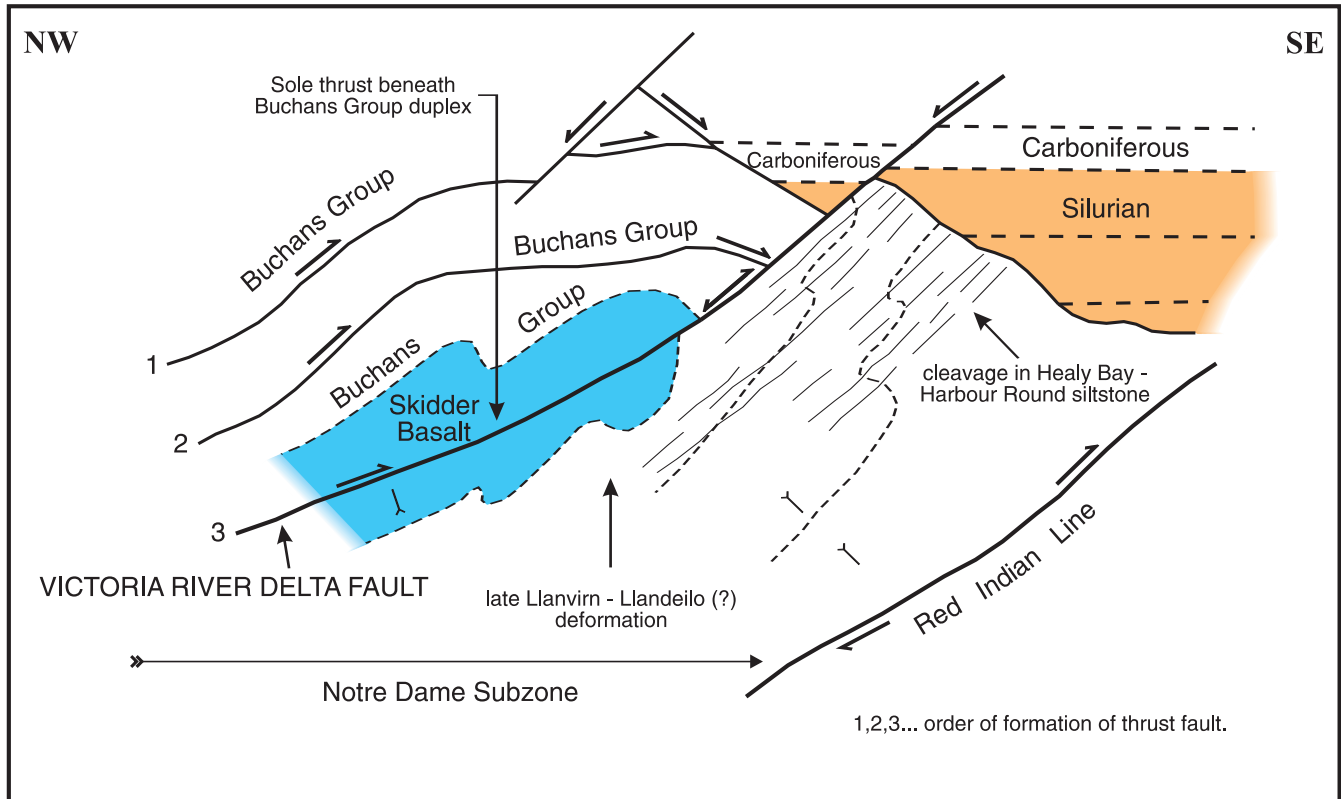 NW
SE
Sole thrust beneath
Buchans Group duplex
Carboniferous
Carboniferous
Silurian
Buchans Group
Buchans Group
Buchans Group
Skidder
Basalt
1
2
3
cleavage in Healy Bay -
Harbour Round siltstone
VICTORIA RIVER DELTA FAULT
late Llanvirn - Llandeilo (?)
deformation
Red Indian Line
Notre Dame Subzone
1,2,3... order of formation of thrust fault.